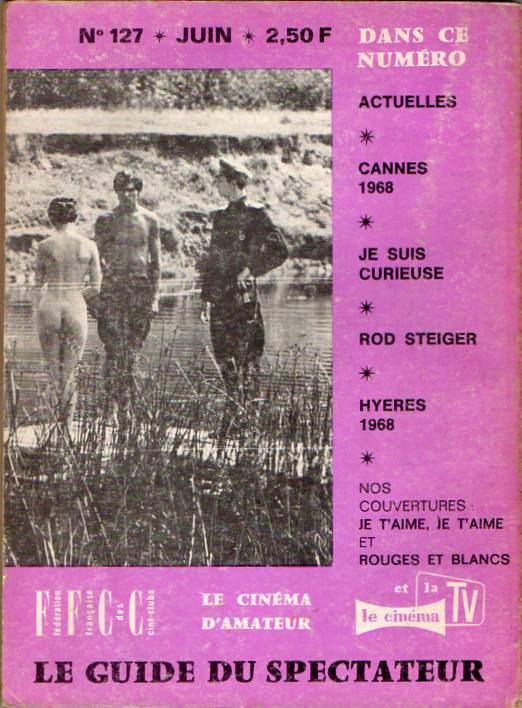 Nº 127 ✴ JUIN ✴ 2,50 F
DANS CE
NUMÉRO
ACTUELLES
✴
CANNES
1968
✴
JE SUIS
CURIEUSE
✴
ROD STEIGER
✴
HYERES
1968
✴
NOS
COUVERTURES :
JE T'AIME, JE T'AIME
ET
ROUGES ET BLANCS
FFCC
fédération
française
des
ciné-clubs
LE CINÉMA
D'AMATEUR
et la
le cinéma TV
LE GUIDE DU SPECTATEUR